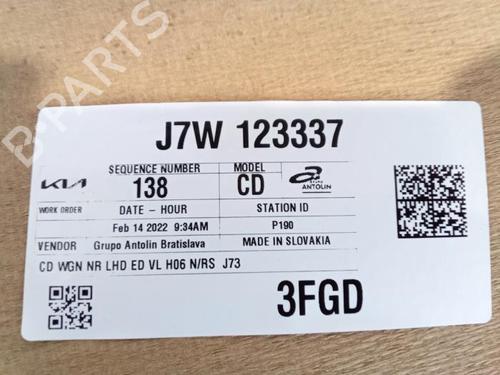 J7W 123337
SEQUENCE NUMBER MODEL
KIA 138 CD ANTOLIN
WORK ORDER DATE - HOUR STATION ID
Feb 14 2022 9:34AM P190
VENDOR Grupo Antolin Bratislava MADE IN SLOVAKIA
CD WGN NR LHD ED VL H06 N/RS J73
3FGD